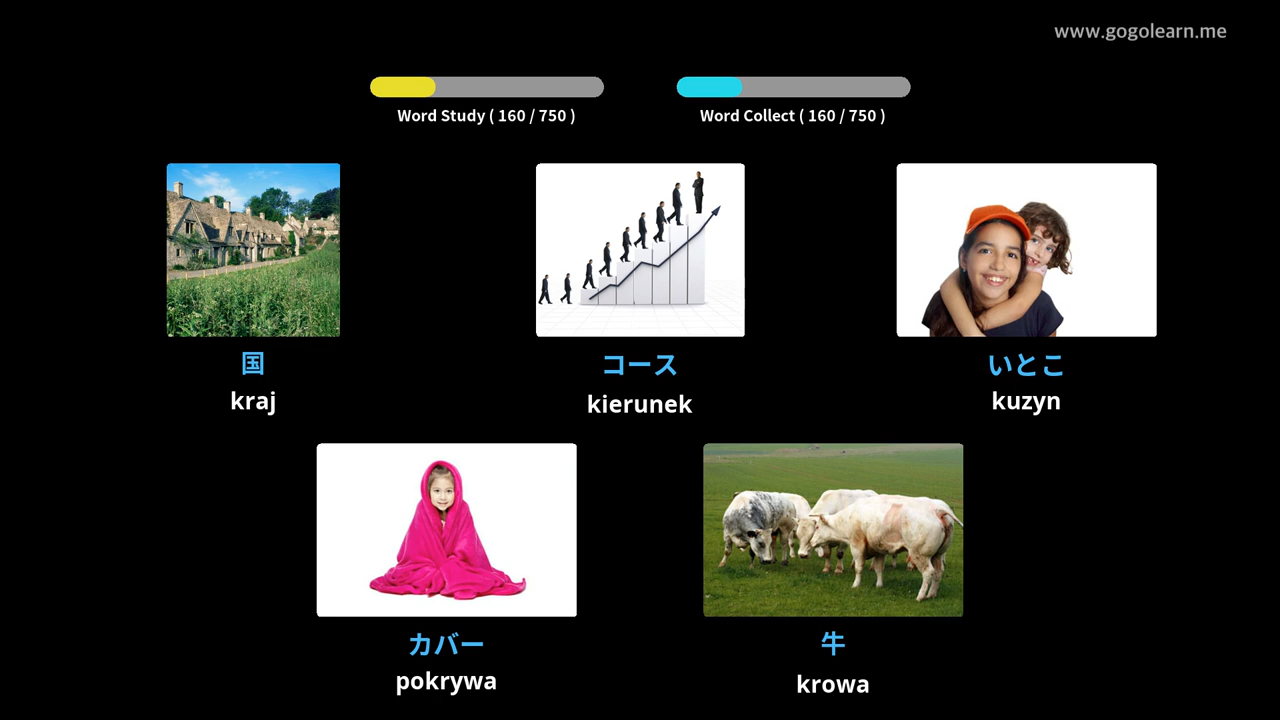 www.gogolearn.me
Word Study ( 160 / 750 )
Word Collect ( 160 / 750 )
国
kraj
コース
kierunek
いとこ
kuzyn
カバー
pokrywa
牛
krowa